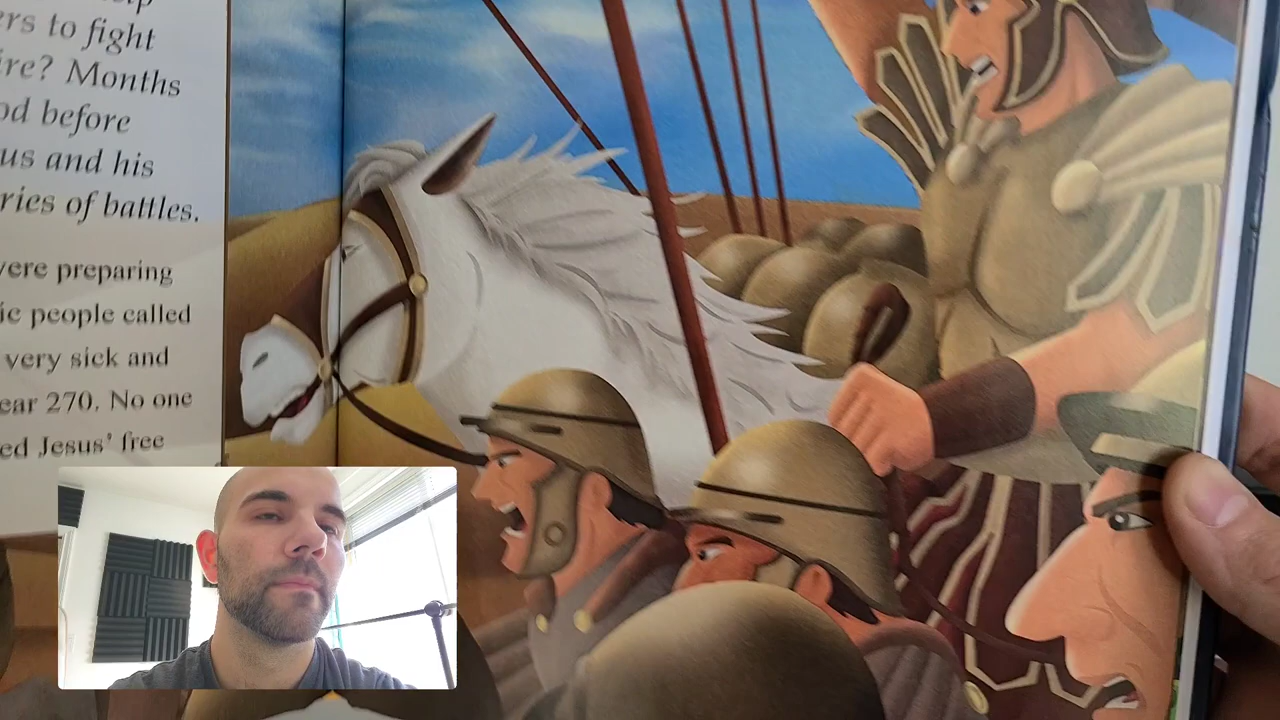 ers to fight
ire? Months
od before
us and his
ries of battles.
were preparing
ic people called
very sick and
ear 270. No one
ed Jesus' free